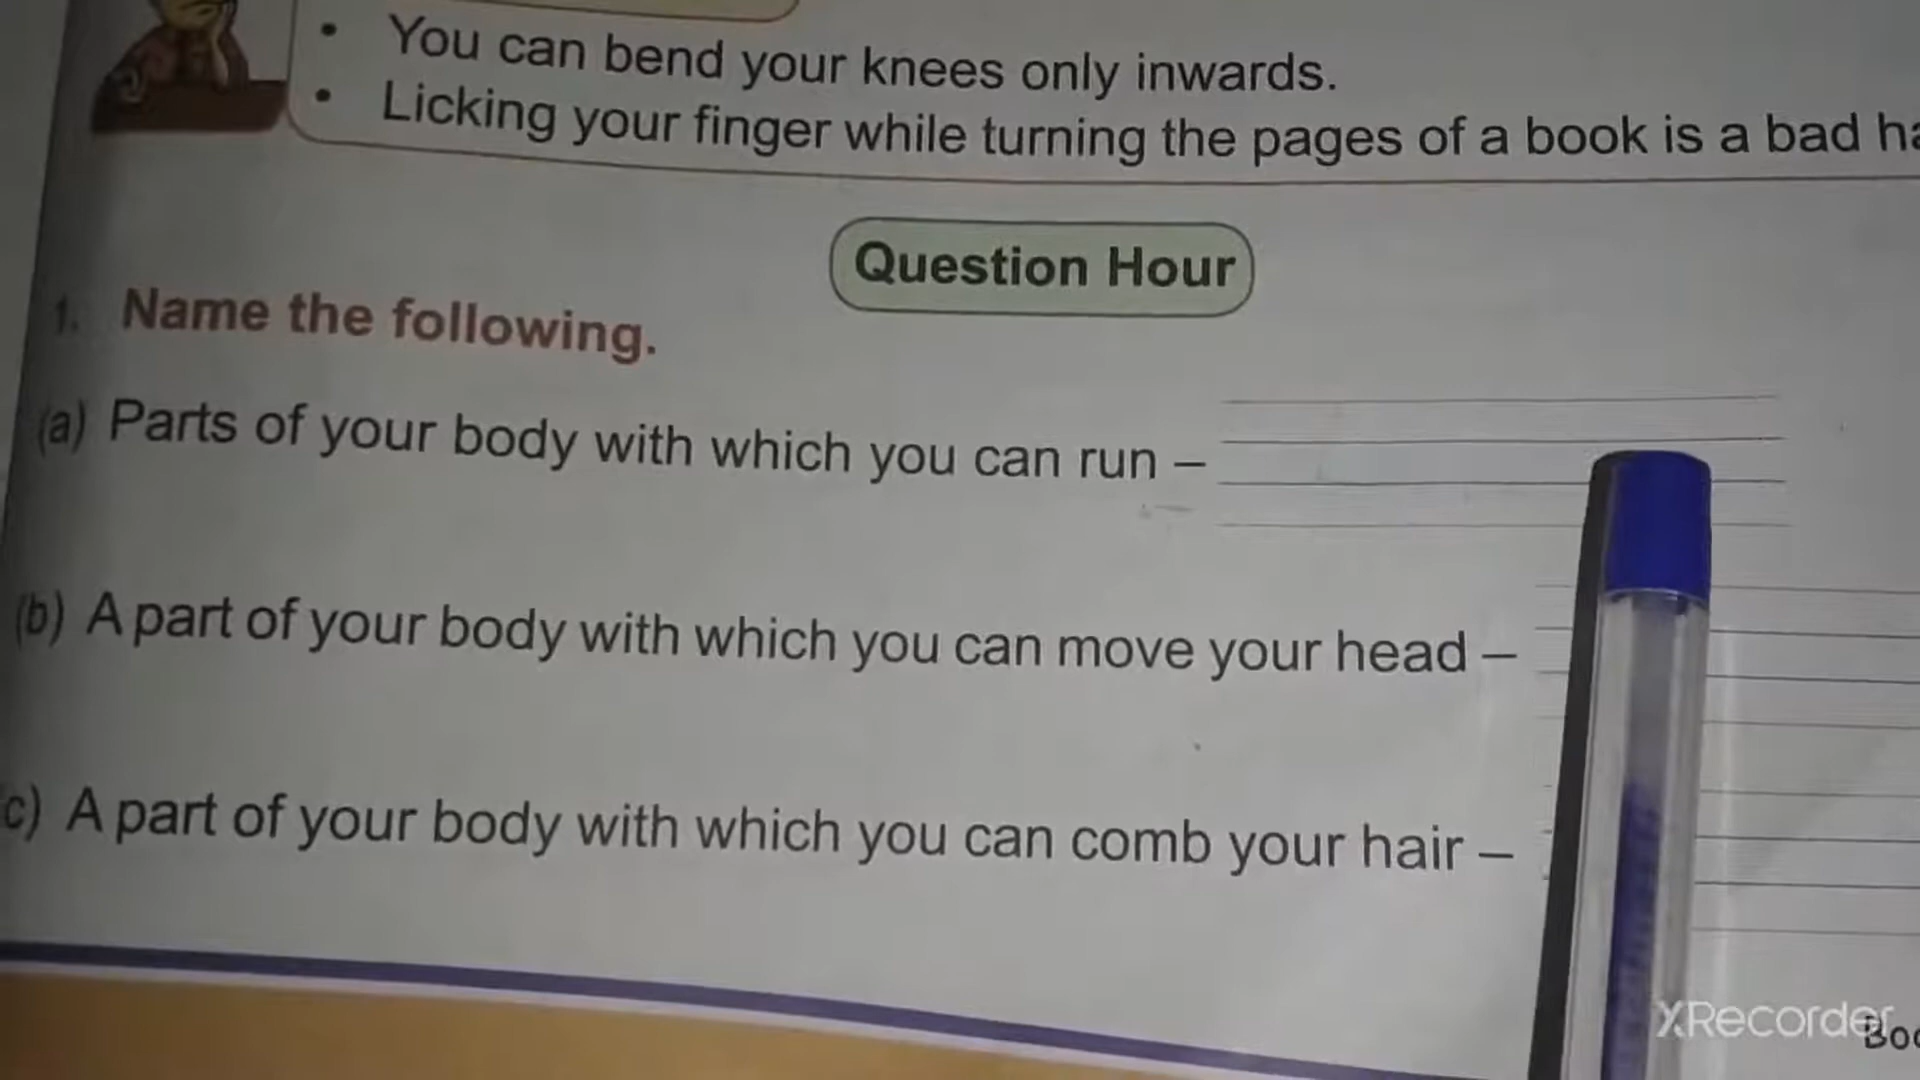 • You can bend your knees only inwards.
• Licking your finger while turning the pages of a book is a bad
Question Hour
1. Name the following.
(a) Parts of your body with which you can run –
(b) A part of your body with which you can move your head –
c) A part of your body with which you can comb your hair –
XRecorder